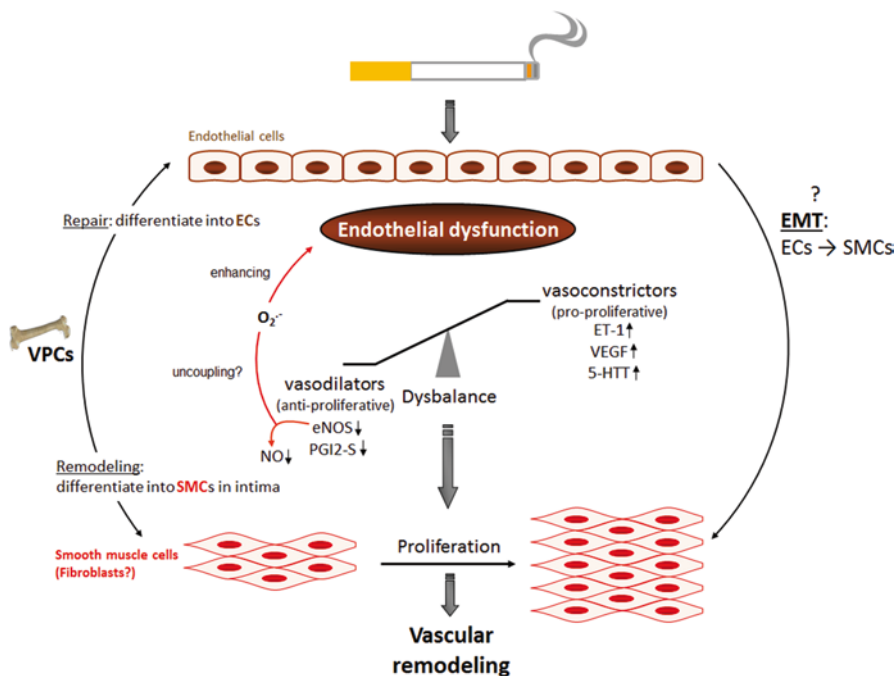 Endothelial cells
Endothelial dysfunction
Repair: differentiate into ECs
?
EMT:
ECs → SMCs
enhancing
O₂·⁻
uncoupling?
VPCs
vasoconstrictors
(pro-proliferative)
ET-1↑
VEGF↑
5-HTT↑
vasodilators
(anti-proliferative)
eNOS↓
PGI2-S↓
NO↓
Dysbalance
Remodeling:
differentiate into SMCs in intima
Smooth muscle cells
(Fibroblasts?)
Proliferation
Vascular
remodeling